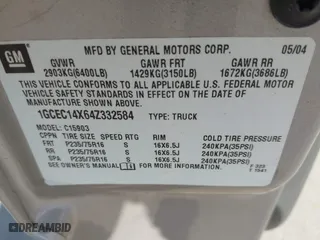 GM
MFD BY GENERAL MOTORS CORP. 05/04
GVWR GAWR FRT GAWR RR
2903KG(6400LB) 1429KG(3150LB) 1672KG(3686LB)
THIS VEHICLE CONFORMS TO ALL APPLICABLE U.S. FEDERAL MOTOR
VEHICLE SAFETY STANDARDS IN EFFECT ON THE DATE OF
MANUFACTURE SHOWN ABOVE.
1GCEC14X64Z332584 TYPE: TRUCK
MODEL: C15903
TIRE SIZE SPEED RTG RIM COLD TIRE PRESSURE
FRT P235/75R16 S 16X6.5J 240KPA(35PSI)
RR P235/75R16 S 16X6.5J 240KPA(35PSI)
SPA P235/75R16 S 16X6.5J 240KPA(35PSI)
SEE OWNER'S MANUAL FOR ADDITIONAL INFORMATION.
DREAMBID